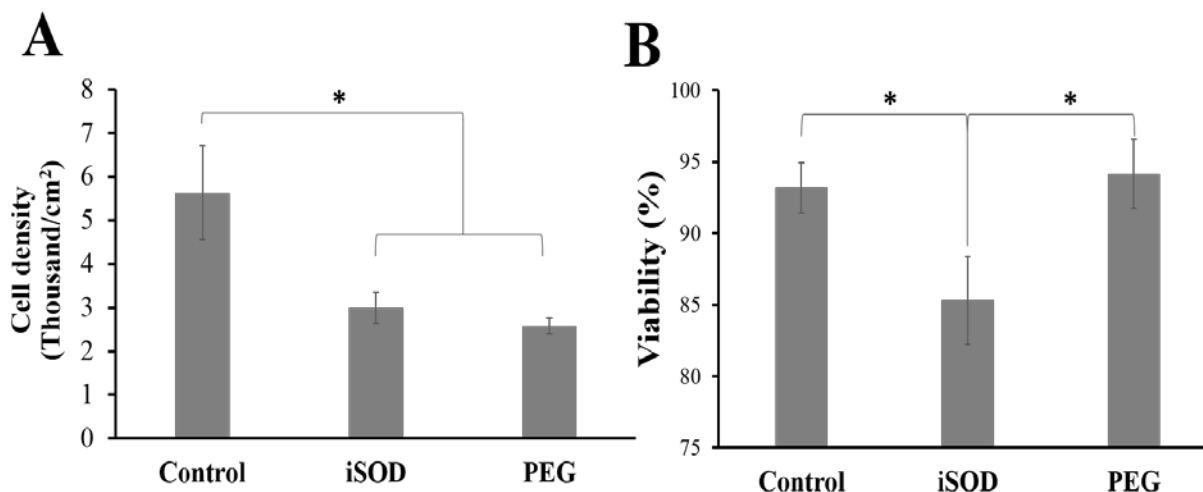 A
Cell density
(Thousand/cm²)
8
7
6
5
4
3
2
1
0
*
Control iSOD PEG
B
Viability (%)
100
95
90
85
80
75
* *
Control iSOD PEG